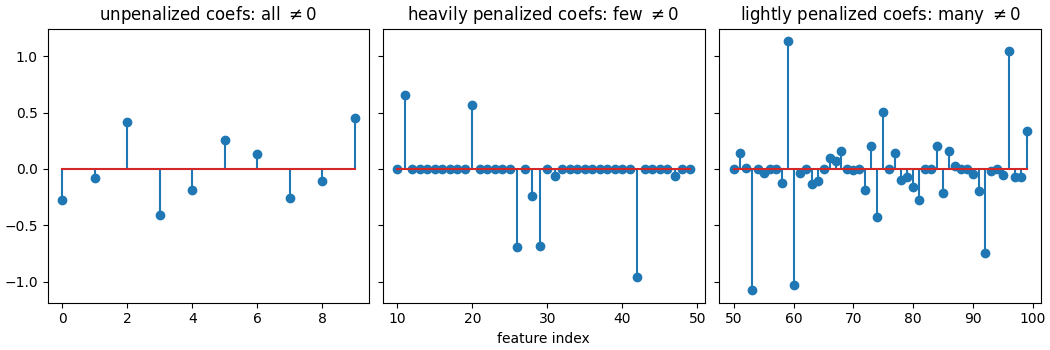 unpenalized coefs: all ≠0
heavily penalized coefs: few ≠0
lightly penalized coefs: many ≠0
1.0
0.5
0.0
−0.5
−1.0
0 2 4 6 8
10 20 30 40 50
50 60 70 80 90 100
feature index